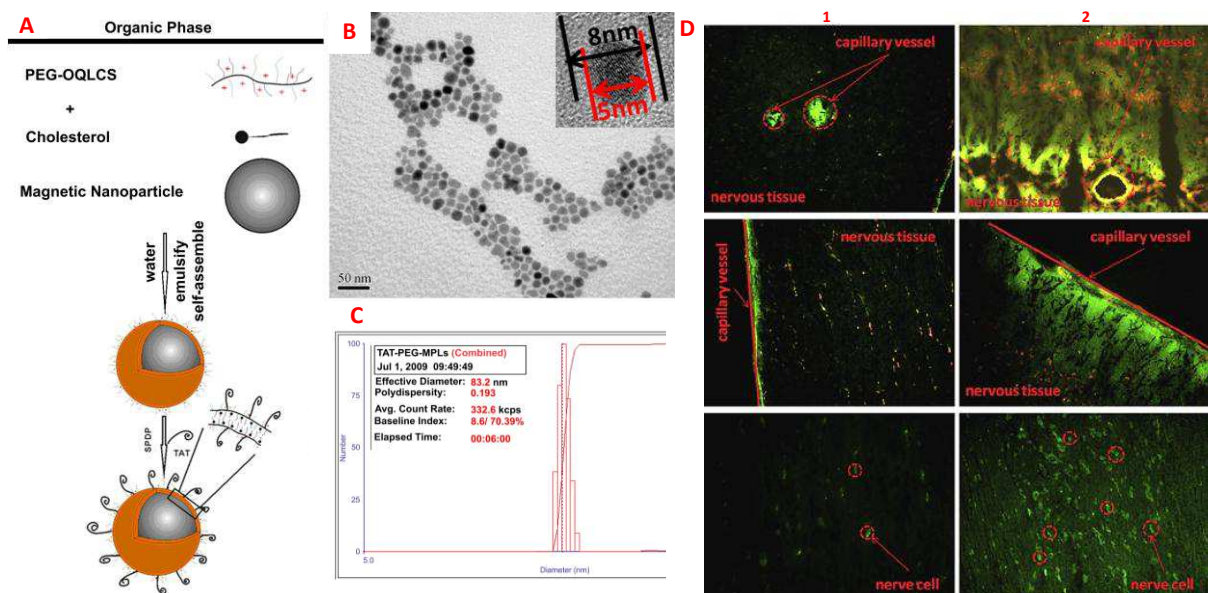 A
Organic Phase
PEG-OQLCS
+
Cholesterol
Magnetic Nanoparticle
water
emulsify
self-assemble
SPDP
TAT
B
8nm
5nm
50 nm
C
TAT-PEG-MPLs (Combined)
Jul 1, 2009 09:49:49
Effective Diameter: 83.2 nm
Polydispersity: 0.193
Avg. Count Rate: 332.6 kcps
Baseline Index: 8.6/ 70.39%
Elapsed Time: 00:06:00
100
75
50
25
0
Number
5.0
Diameter (nm)
D
1
2
capillary vessel
nervous tissue
capillary vessel
nervous tissue
nervous tissue
capillary vessel
capillary vessel
nervous tissue
nerve cell
nerve cell